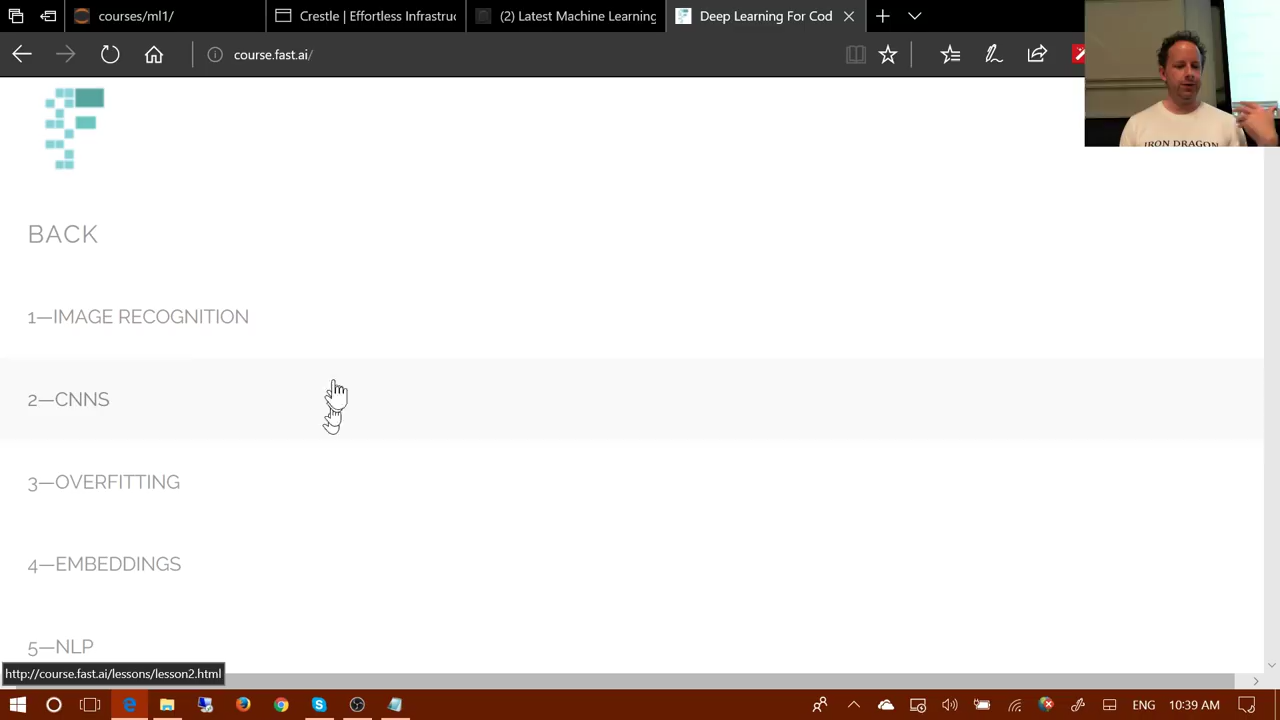 courses/ml1/
Crestle | Effortless Infrastruc
(2) Latest Machine Learning
Deep Learning For Cod
course.fast.ai/
IRON DRAGON
BACK
1—IMAGE RECOGNITION
2—CNNS
3—OVERFITTING
4—EMBEDDINGS
5—NLP
http://course.fast.ai/lessons/lesson2.html
ENG
10:39 AM